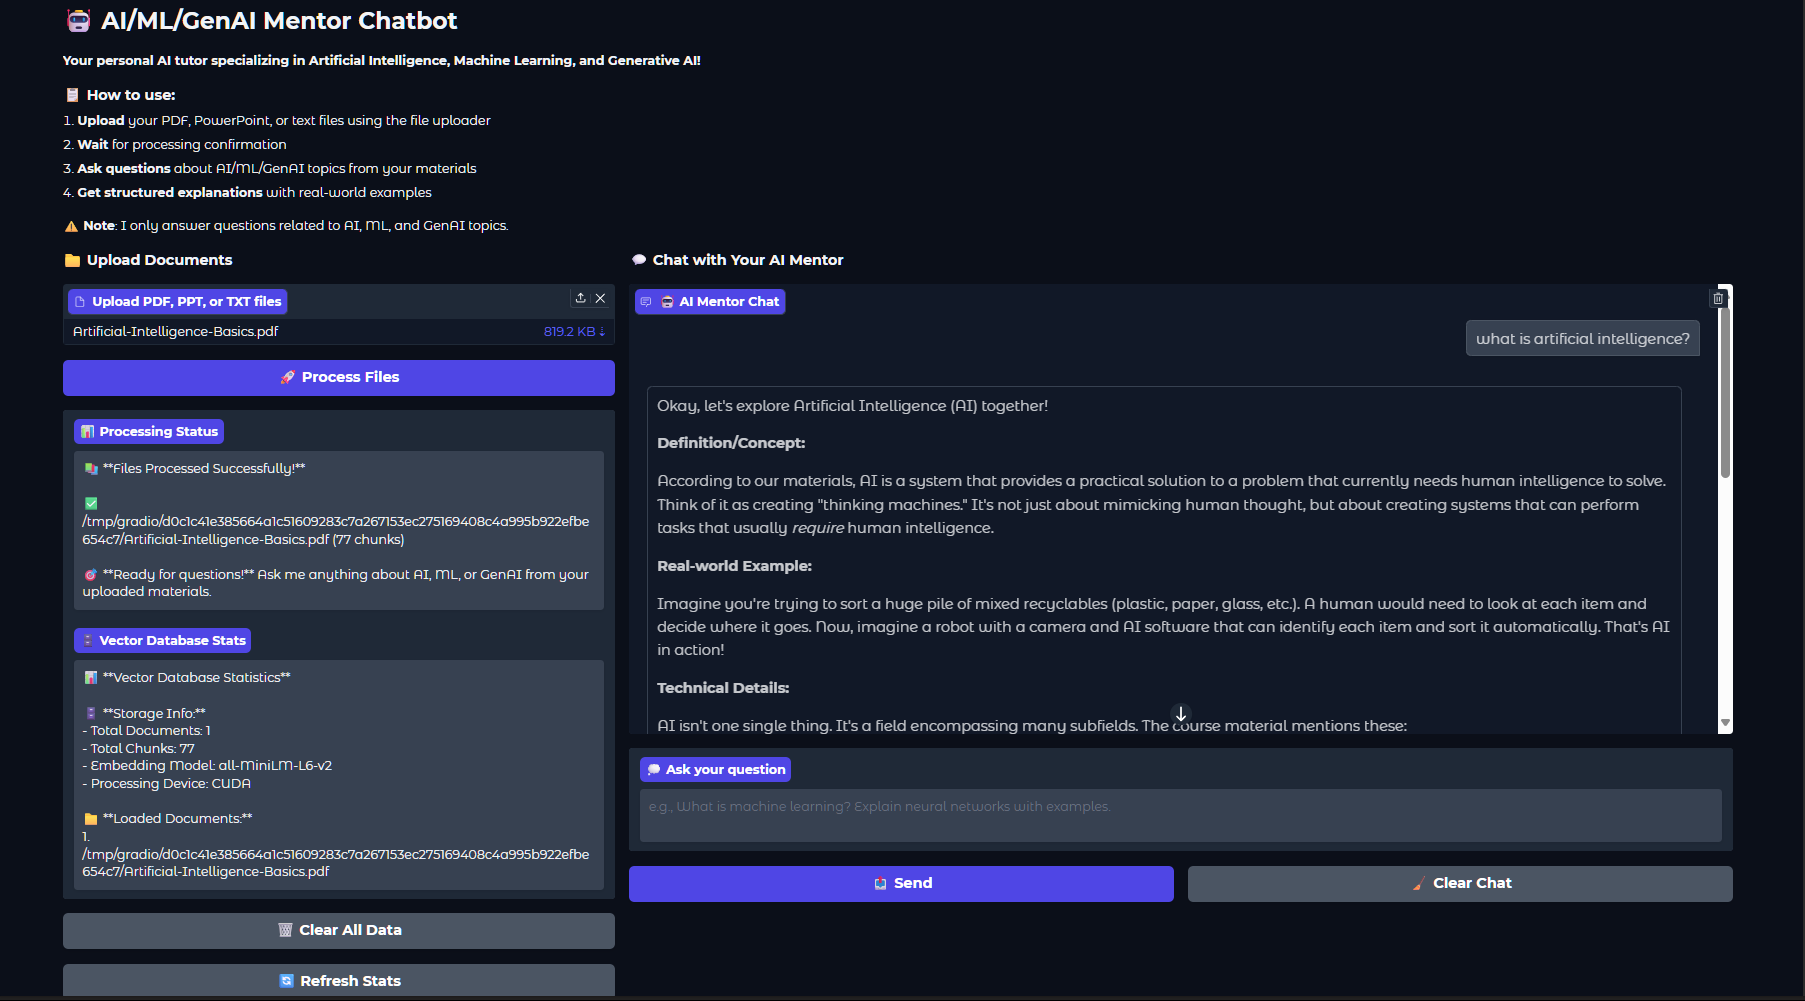 AI/ML/GenAI Mentor Chatbot
Your personal AI tutor specializing in Artificial Intelligence, Machine Learning, and Generative AI!
How to use:
1. Upload your PDF, PowerPoint, or text files using the file uploader
2. Wait for processing confirmation
3. Ask questions about AI/ML/GenAI topics from your materials
4. Get structured explanations with real-world examples
Note: I only answer questions related to AI, ML, and GenAI topics.
Upload Documents
Upload PDF, PPT, or TXT files
Artificial-Intelligence-Basics.pdf 819.2 KB ↓
Process Files
Processing Status
**Files Processed Successfully!**
/tmp/gradio/d0c1c41e385664a1c51609283c7a267153ec275169408c4a995b922efbe
654c7/Artificial-Intelligence-Basics.pdf (77 chunks)
**Ready for questions!** Ask me anything about AI, ML, or GenAI from your
uploaded materials.
Vector Database Stats
**Vector Database Statistics**
**Storage Info:**
- Total Documents: 1
- Total Chunks: 77
- Embedding Model: all-MiniLM-L6-v2
- Processing Device: CUDA
**Loaded Documents:**
1.
/tmp/gradio/d0c1c41e385664a1c51609283c7a267153ec275169408c4a995b922efbe
654c7/Artificial-Intelligence-Basics.pdf
Clear All Data
Refresh Stats
Chat with Your AI Mentor
AI Mentor Chat
what is artificial intelligence?
Okay, let's explore Artificial Intelligence (AI) together!
Definition/Concept:
According to our materials, AI is a system that provides a practical solution to a problem that currently needs human intelligence to solve.
Think of it as creating "thinking machines." It's not just about mimicking human thought, but about creating systems that can perform
tasks that usually require human intelligence.
Real-world Example:
Imagine you're trying to sort a huge pile of mixed recyclables (plastic, paper, glass, etc.). A human would need to look at each item and
decide where it goes. Now, imagine a robot with a camera and AI software that can identify each item and sort it automatically. That's AI
in action!
Technical Details:
AI isn't one single thing. It's a field encompassing many subfields. The course material mentions these:
Ask your question
e.g., What is machine learning? Explain neural networks with examples.
Send
Clear Chat